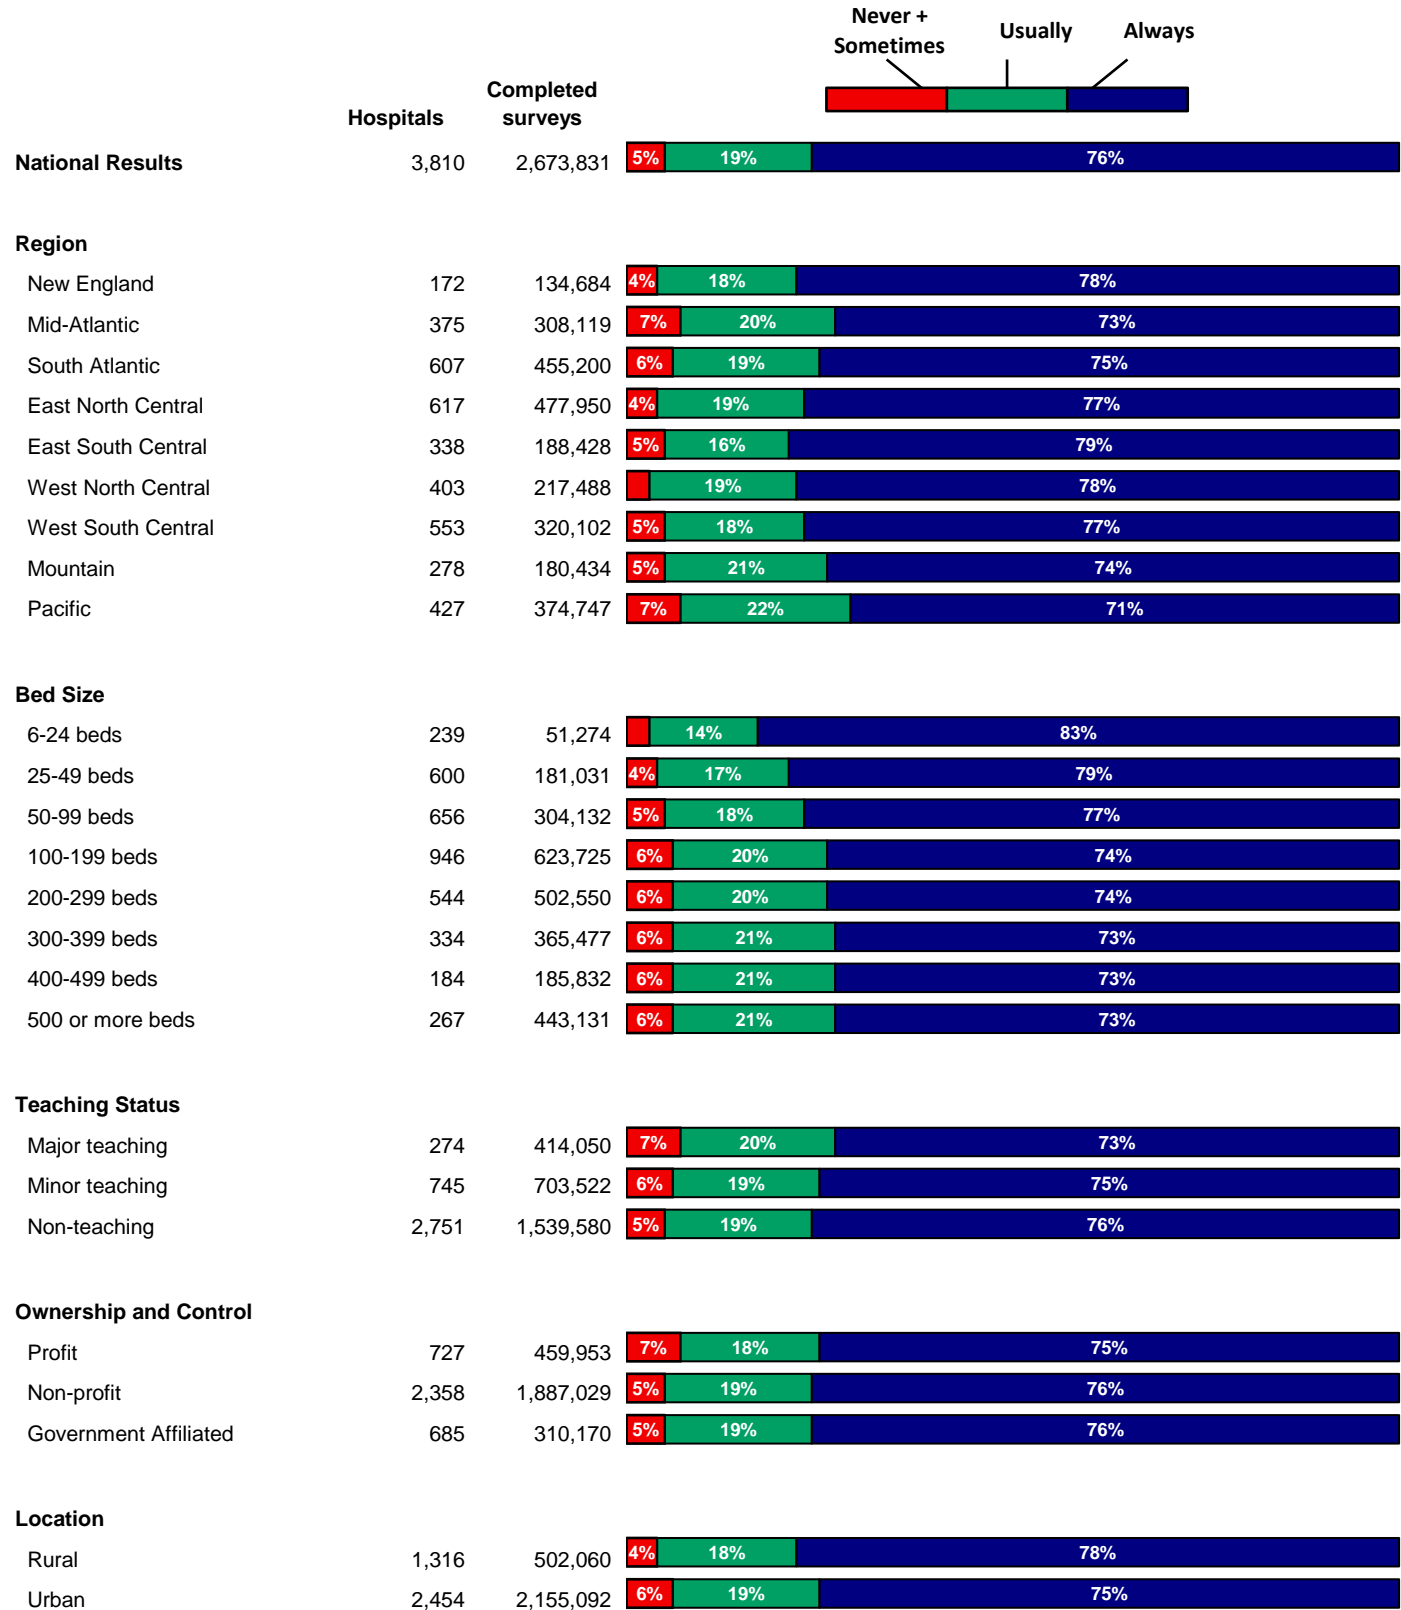 Never +
Sometimes
Usually
Always
Completed
Hospitals surveys
National Results 3,810 2,673,831 5% 19% 76%
Region
New England 172 134,684 4% 18% 78%
Mid-Atlantic 375 308,119 7% 20% 73%
South Atlantic 607 455,200 6% 19% 75%
East North Central 617 477,950 4% 19% 77%
East South Central 338 188,428 5% 16% 79%
West North Central 403 217,488 19% 78%
West South Central 553 320,102 5% 18% 77%
Mountain 278 180,434 5% 21% 74%
Pacific 427 374,747 7% 22% 71%
Bed Size
6-24 beds 239 51,274 14% 83%
25-49 beds 600 181,031 4% 17% 79%
50-99 beds 656 304,132 5% 18% 77%
100-199 beds 946 623,725 6% 20% 74%
200-299 beds 544 502,550 6% 20% 74%
300-399 beds 334 365,477 6% 21% 73%
400-499 beds 184 185,832 6% 21% 73%
500 or more beds 267 443,131 6% 21% 73%
Teaching Status
Major teaching 274 414,050 7% 20% 73%
Minor teaching 745 703,522 6% 19% 75%
Non-teaching 2,751 1,539,580 5% 19% 76%
Ownership and Control
Profit 727 459,953 7% 18% 75%
Non-profit 2,358 1,887,029 5% 19% 76%
Government Affiliated 685 310,170 5% 19% 76%
Location
Rural 1,316 502,060 4% 18% 78%
Urban 2,454 2,155,092 6% 19% 75%